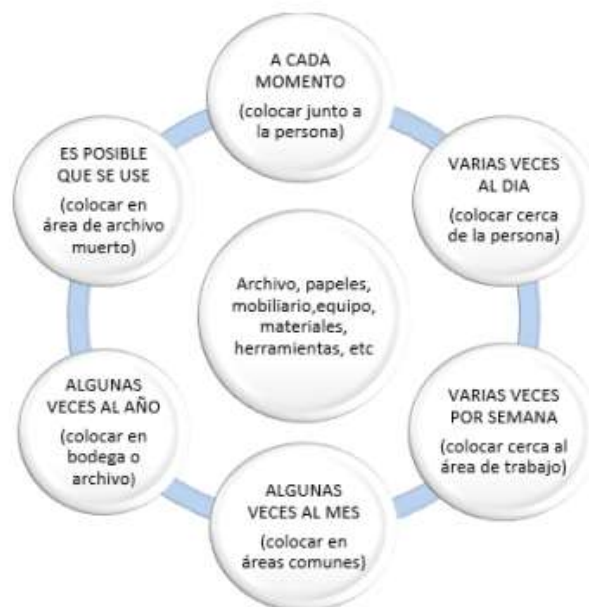 A CADA
MOMENTO
(colocar junto a
la persona)
VARIAS VECES
AL DIA
(colocar cerca
de la persona)
VARIAS VECES
POR SEMANA
(colocar cerca al
área de trabajo)
ALGUNAS
VECES AL MES
(colocar en
áreas comunes)
ALGUNAS
VECES AL AÑO
(colocar en
bodega o
archivo)
ES POSIBLE
QUE SE USE
(colocar en
área de archivo
muerto)
Archivo, papeles,
mobiliario,equipo,
materiales,
herramientas, etc